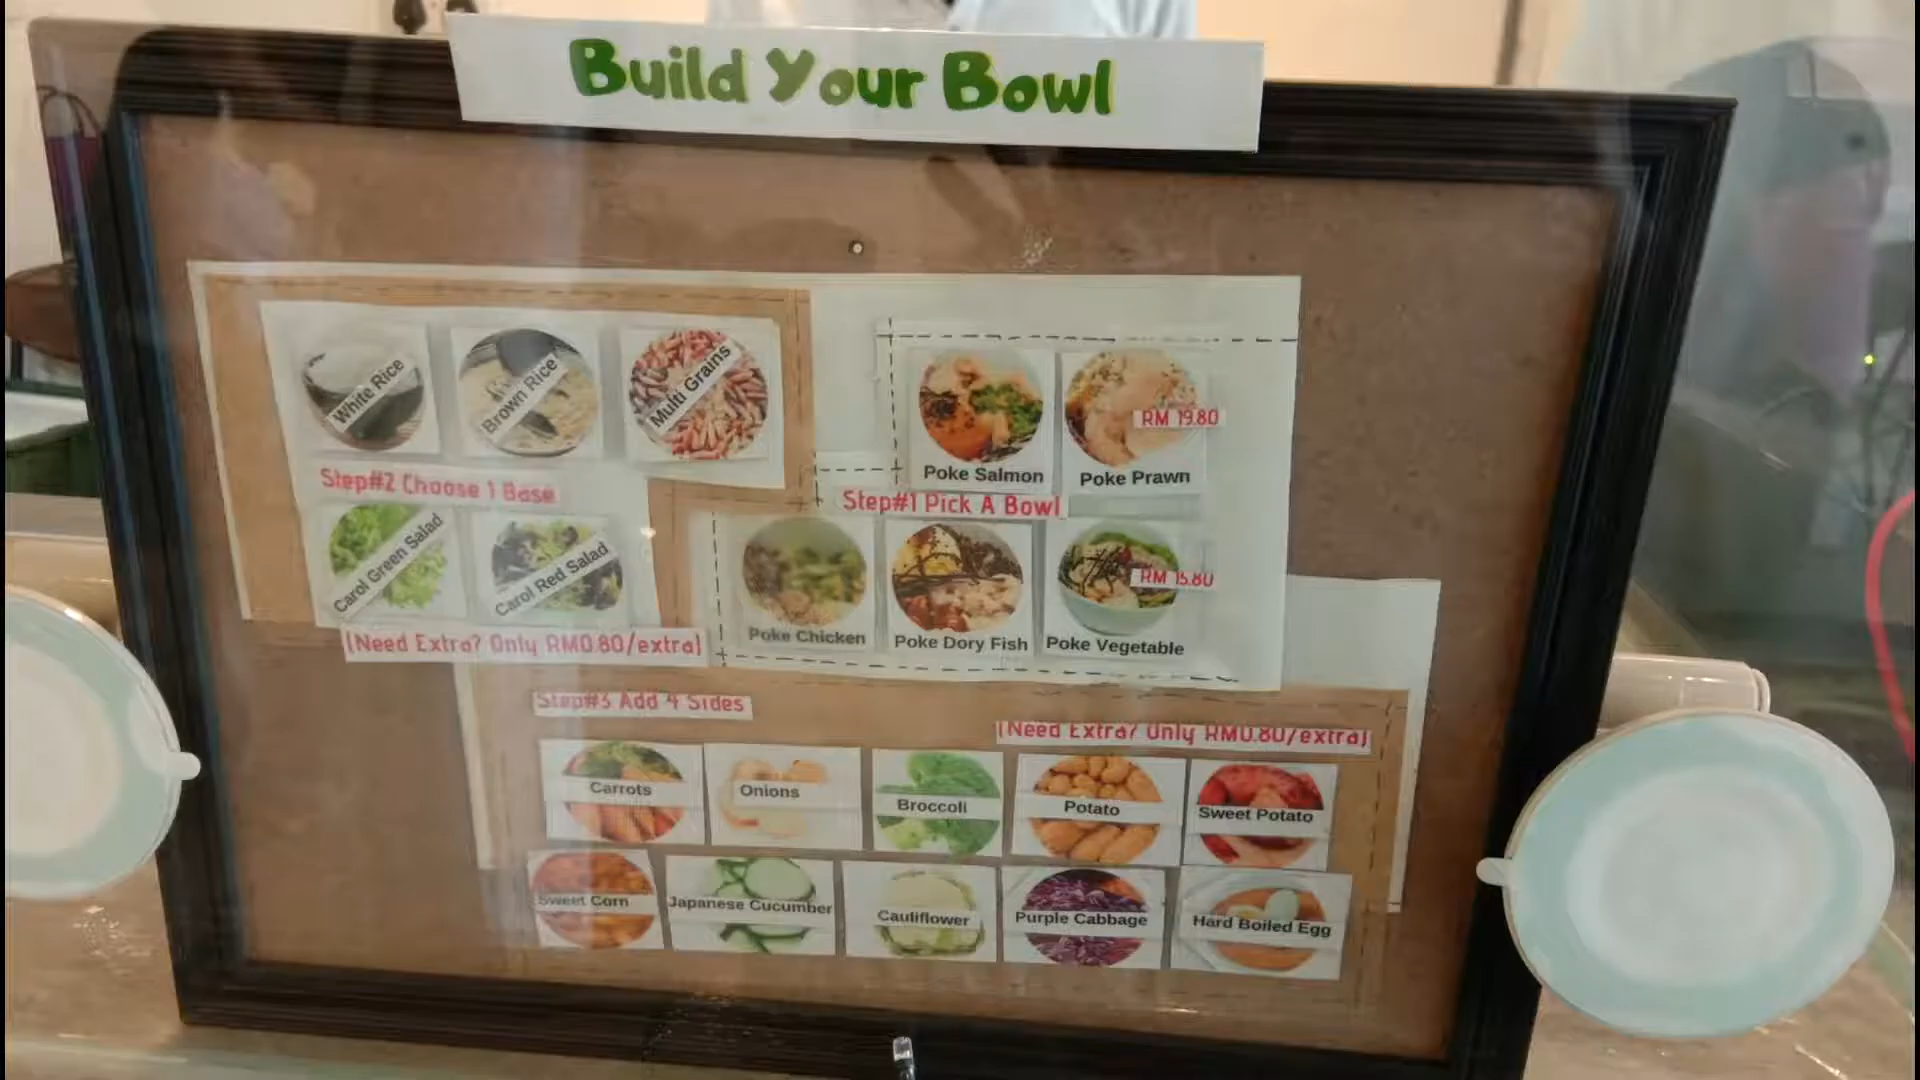 Build Your Bowl
White Rice
Brown Rice
Multi Grains
Step#2 Choose 1 Base
Carol Green Salad
Carol Red Salad
(Need Extra? Only RM0.80/extra)
Poke Salmon
Poke Prawn
RM 19.80
Step#1 Pick A Bowl
Poke Chicken
Poke Dory Fish
Poke Vegetable
RM 15.80
Step#3 Add 4 Sides
(Need Extra? Only RM0.80/extra)
Carrots
Onions
Broccoli
Potato
Sweet Potato
Sweet Corn
Japanese Cucumber
Cauliflower
Purple Cabbage
Hard Boiled Egg